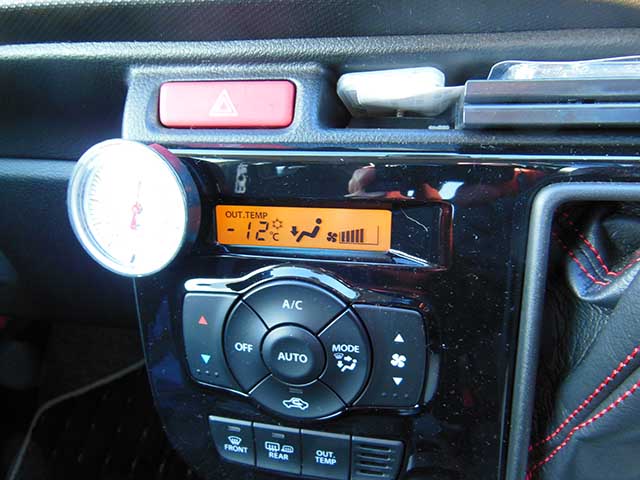 OUT.TEMP
-12°C
A/C
OFF
AUTO
MODE
FRONT
REAR
OUT.
TEMP